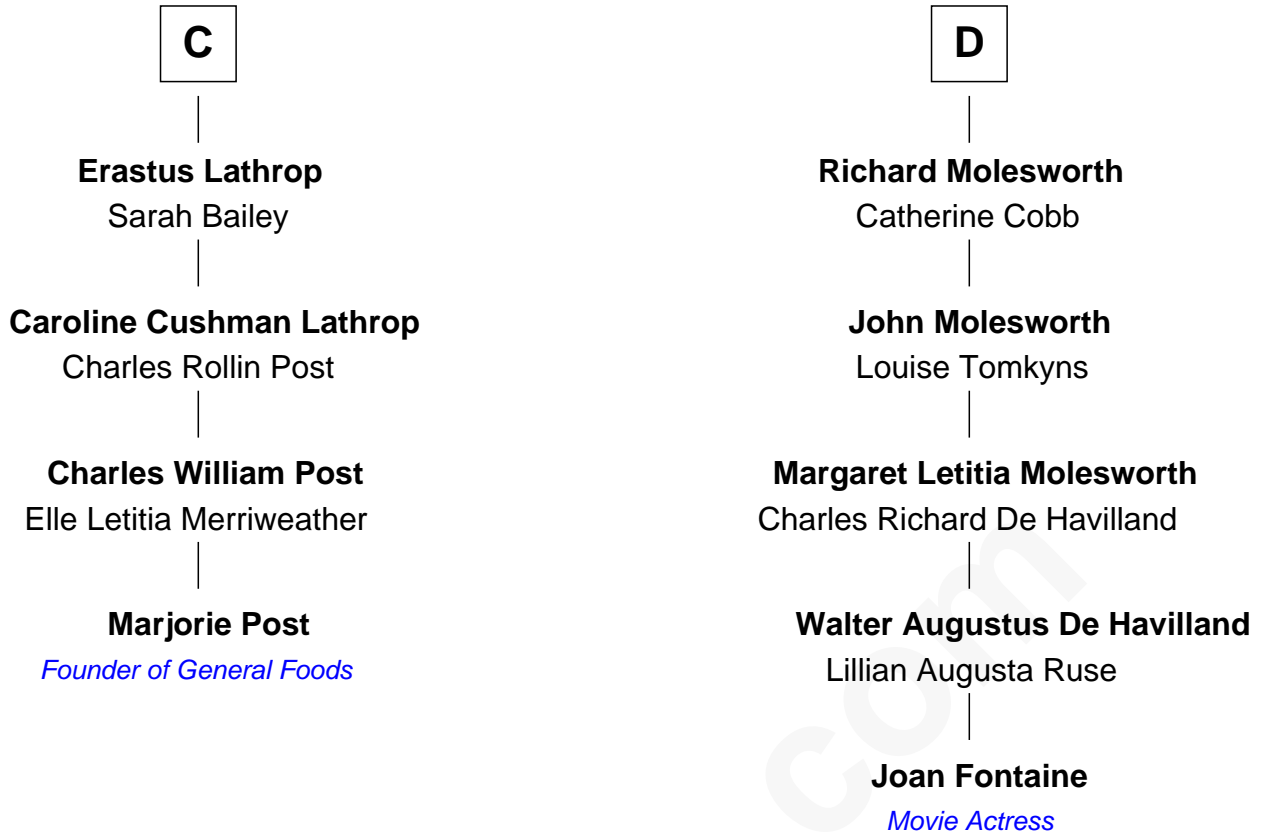 C
Erastus Lathrop
Sarah Bailey
Caroline Cushman Lathrop
Charles Rollin Post
Charles William Post
Elle Letitia Merriweather
Marjorie Post
Founder of General Foods
D
Richard Molesworth
Catherine Cobb
John Molesworth
Louise Tomkyns
Margaret Letitia Molesworth
Charles Richard De Havilland
Walter Augustus De Havilland
Lillian Augusta Ruse
Joan Fontaine
Movie Actress
com